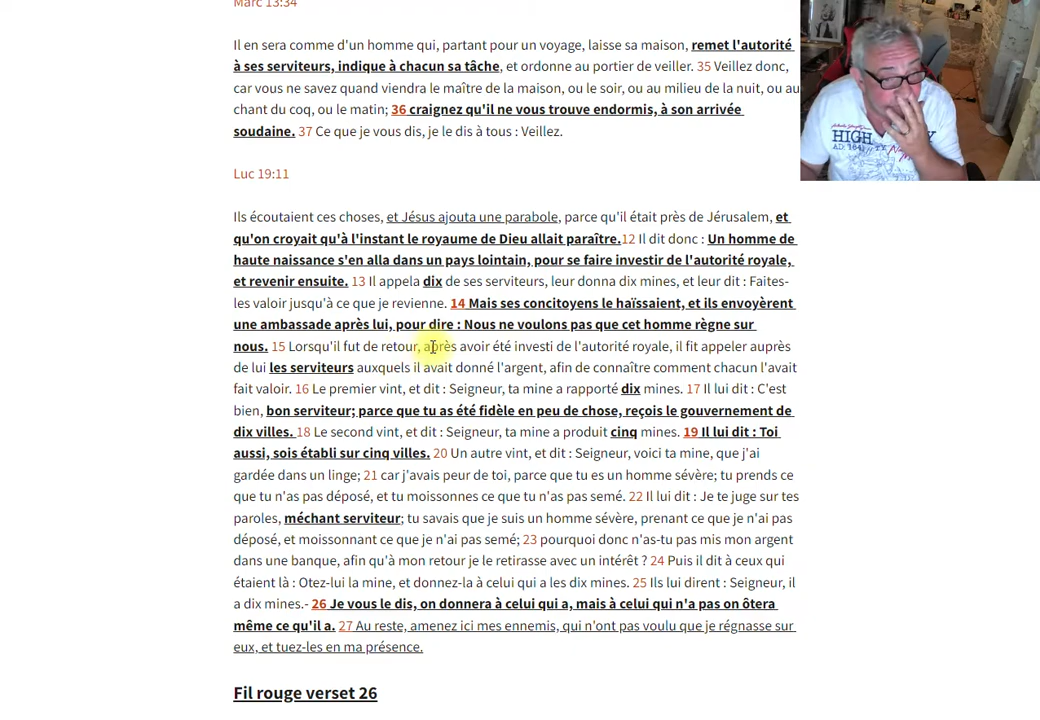 Marc 13:34
Il en sera comme d'un homme qui, partant pour un voyage, laisse sa maison, remet l'autorité
à ses serviteurs, indique à chacun sa tâche, et ordonne au portier de veiller. 35 Veillez donc,
car vous ne savez quand viendra le maître de la maison, ou le soir, ou au milieu de la nuit, ou au
chant du coq, ou le matin; 36 craignez qu'il ne vous trouve endormis, à son arrivée
soudaine. 37 Ce que je vous dis, je le dis à tous : Veillez.
Luc 19:11
Ils écoutaient ces choses, et Jésus ajouta une parabole, parce qu'il était près de Jérusalem, et
qu'on croyait qu'à l'instant le royaume de Dieu allait paraître.12 Il dit donc : Un homme de
haute naissance s'en alla dans un pays lointain, pour se faire investir de l'autorité royale,
et revenir ensuite. 13 Il appela dix de ses serviteurs, leur donna dix mines, et leur dit : Faites-
les valoir jusqu'à ce que je revienne. 14 Mais ses concitoyens le haïssaient, et ils envoyèrent
une ambassade après lui, pour dire : Nous ne voulons pas que cet homme règne sur
nous. 15 Lorsqu'il fut de retour, après avoir été investi de l'autorité royale, il fit appeler auprès
de lui les serviteurs auxquels il avait donné l'argent, afin de connaître comment chacun l'avait
fait valoir. 16 Le premier vint, et dit : Seigneur, ta mine a rapporté dix mines. 17 Il lui dit : C'est
bien, bon serviteur; parce que tu as été fidèle en peu de chose, reçois le gouvernement de
dix villes. 18 Le second vint, et dit : Seigneur, ta mine a produit cinq mines. 19 Il lui dit : Toi
aussi, sois établi sur cinq villes. 20 Un autre vint, et dit : Seigneur, voici ta mine, que j'ai
gardée dans un linge; 21 car j'avais peur de toi, parce que tu es un homme sévère; tu prends ce
que tu n'as pas déposé, et tu moissonnes ce que tu n'as pas semé. 22 Il lui dit : Je te juge sur tes
paroles, méchant serviteur; tu savais que je suis un homme sévère, prenant ce que je n'ai pas
déposé, et moissonnant ce que je n'ai pas semé; 23 pourquoi donc n'as-tu pas mis mon argent
dans une banque, afin qu'à mon retour je le retirasse avec un intérêt ? 24 Puis il dit à ceux qui
étaient là : Otez-lui la mine, et donnez-la à celui qui a les dix mines. 25 Ils lui dirent : Seigneur, il
a dix mines.- 26 Je vous le dis, on donnera à celui qui a, mais à celui qui n'a pas on ôtera
même ce qu'il a. 27 Au reste, amenez ici mes ennemis, qui n'ont pas voulu que je régnasse sur
eux, et tuez-les en ma présence.
Fil rouge verset 26
HIGH